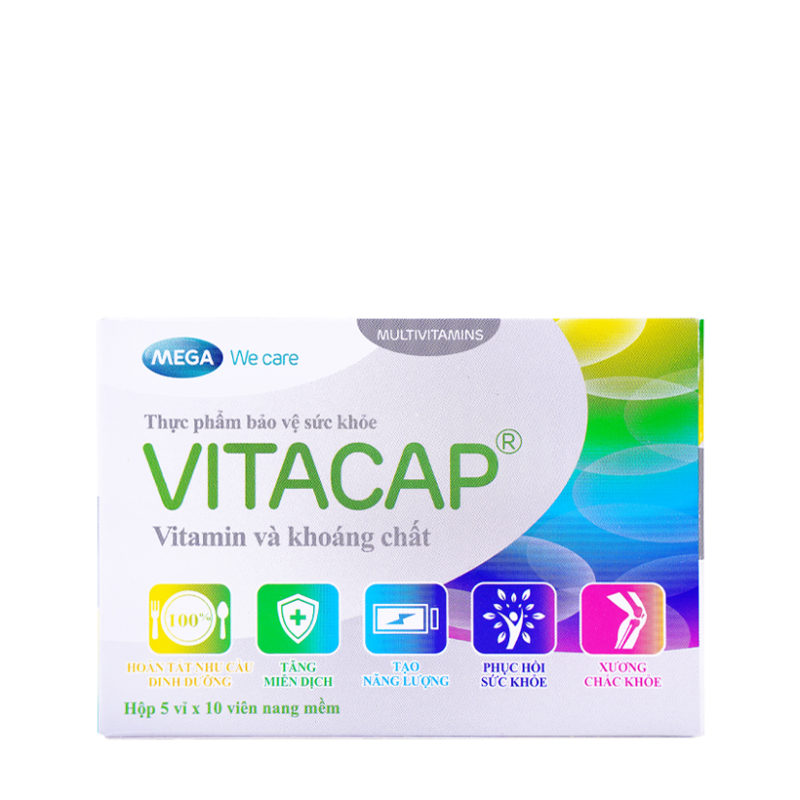 MULTIVITAMINS
MEGA We care
Thực phẩm bảo vệ sức khỏe
VITACAP®
Vitamin và khoáng chất
100%
HOÀN TẤT NHU CẦU
DINH DƯỠNG
TĂNG
MIỄN DỊCH
TẠO
NĂNG LƯỢNG
PHỤC HỒI
SỨC KHỎE
XƯƠNG
CHẮC KHỎE
Hộp 5 vỉ x 10 viên nang mềm